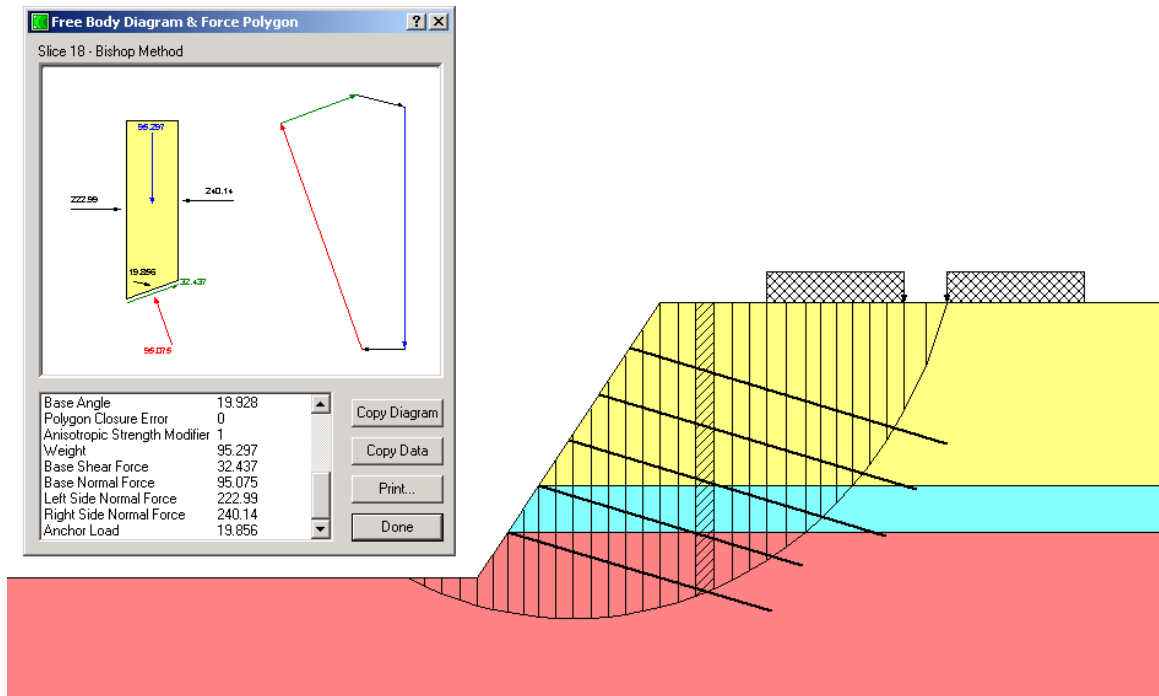 Free Body Diagram & Force Polygon
Slice 18 - Bishop Method
95.297
222.99
240.14
19.856
32.437
95.075
Base Angle 19.928
Polygon Closure Error 0
Anisotropic Strength Modifier 1
Weight 95.297
Base Shear Force 32.437
Base Normal Force 95.075
Left Side Normal Force 222.99
Right Side Normal Force 240.14
Anchor Load 19.856
Copy Diagram
Copy Data
Print...
Done